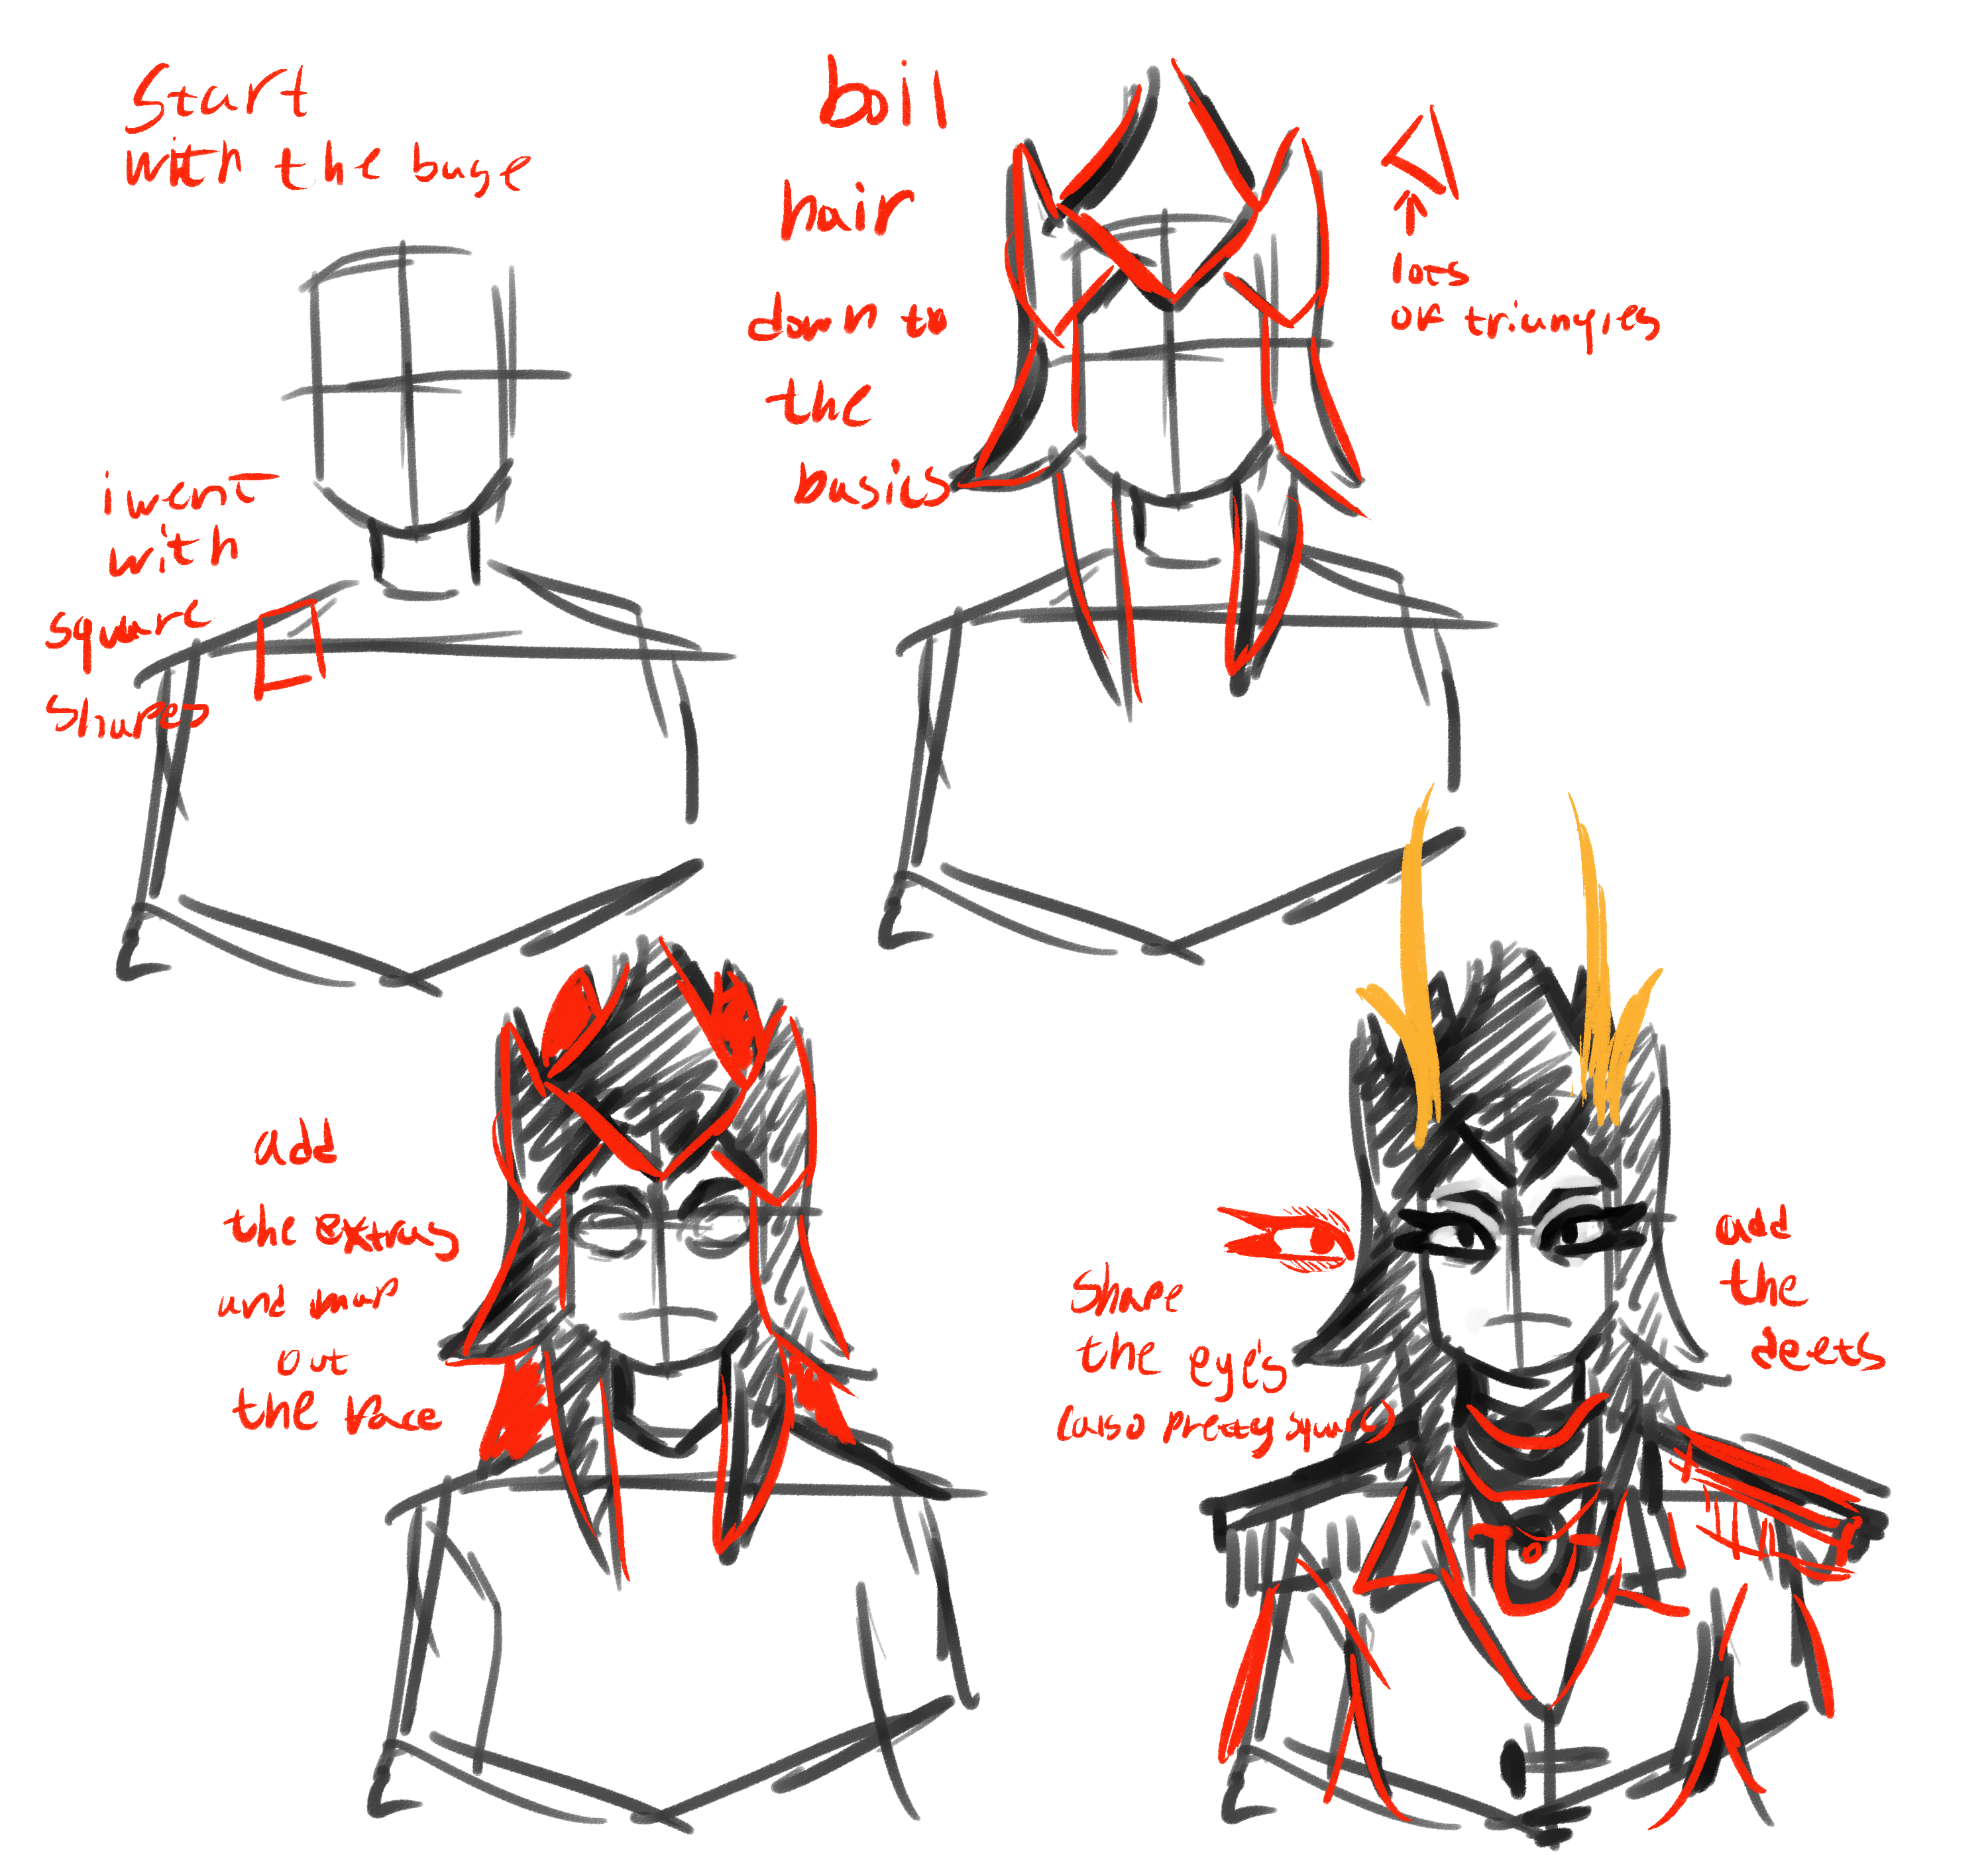 Start
with the base
i went
with
square
shapes
boil
hair
down to
the
basics
lots
of triangles
add
the extras
and map
out
the face
shape
the eye's
(also pretty square)
add
the
deets